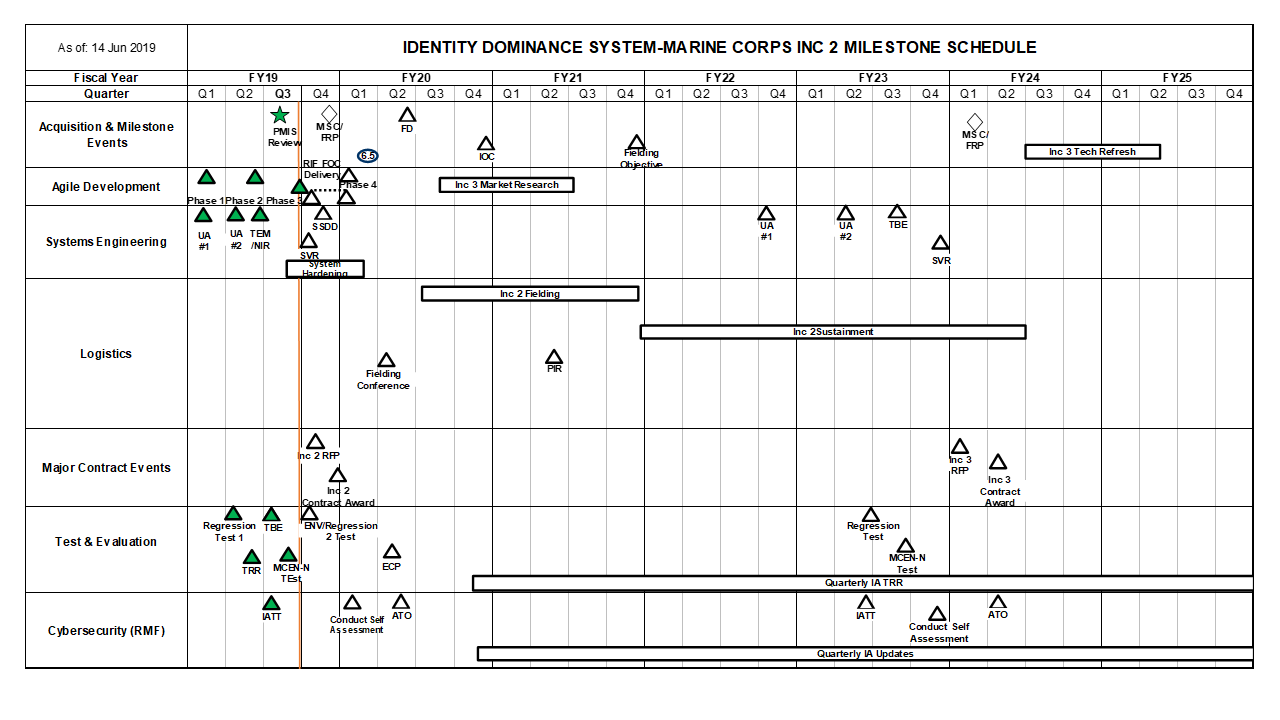 As of: 14 Jun 2019
IDENTITY DOMINANCE SYSTEM-MARINE CORPS INC 2 MILESTONE SCHEDULE
Fiscal Year FY19 FY20 FY21 FY22 FY23 FY24 FY25
Quarter Q1 Q2 Q3 Q4 Q1 Q2 Q3 Q4 Q1 Q2 Q3 Q4 Q1 Q2 Q3 Q4 Q1 Q2 Q3 Q4 Q1 Q2 Q3 Q4 Q1 Q2 Q3 Q4
Acquisition & Milestone
Events
PMIS
Review
MSC/
FRP
FD
6.5
IOC
Fielding
Objective
MSC/
FRP
Inc 3 Tech Refresh
Agile Development
Phase 1
Phase 2
Phase 3
RIF FOC
Delivery
Phase 4
Inc 3 Market Research
Systems Engineering
UA
#1
UA
#2
TEM
/NIR
SSDD
SVR
System
Hardening
UA
#1
UA
#2
TBE
SVR
Logistics
Inc 2 Fielding
Inc 2Sustainment
Fielding
Conference
PIR
Major Contract Events
Inc 2 RFP
Inc 2
Contract Award
Inc 3
RFP
Inc 3
Contract
Award
Test & Evaluation
Regression
Test 1
TBE
ENV/Regression
2 Test
TRR
MCEN-N
TEst
ECP
Regression
Test
MCEN-N
Test
Quarterly IA TRR
Cybersecurity (RMF)
IATT
Conduct Self
Assessment
ATO
IATT
Conduct Self
Assessment
ATO
Quarterly IA Updates